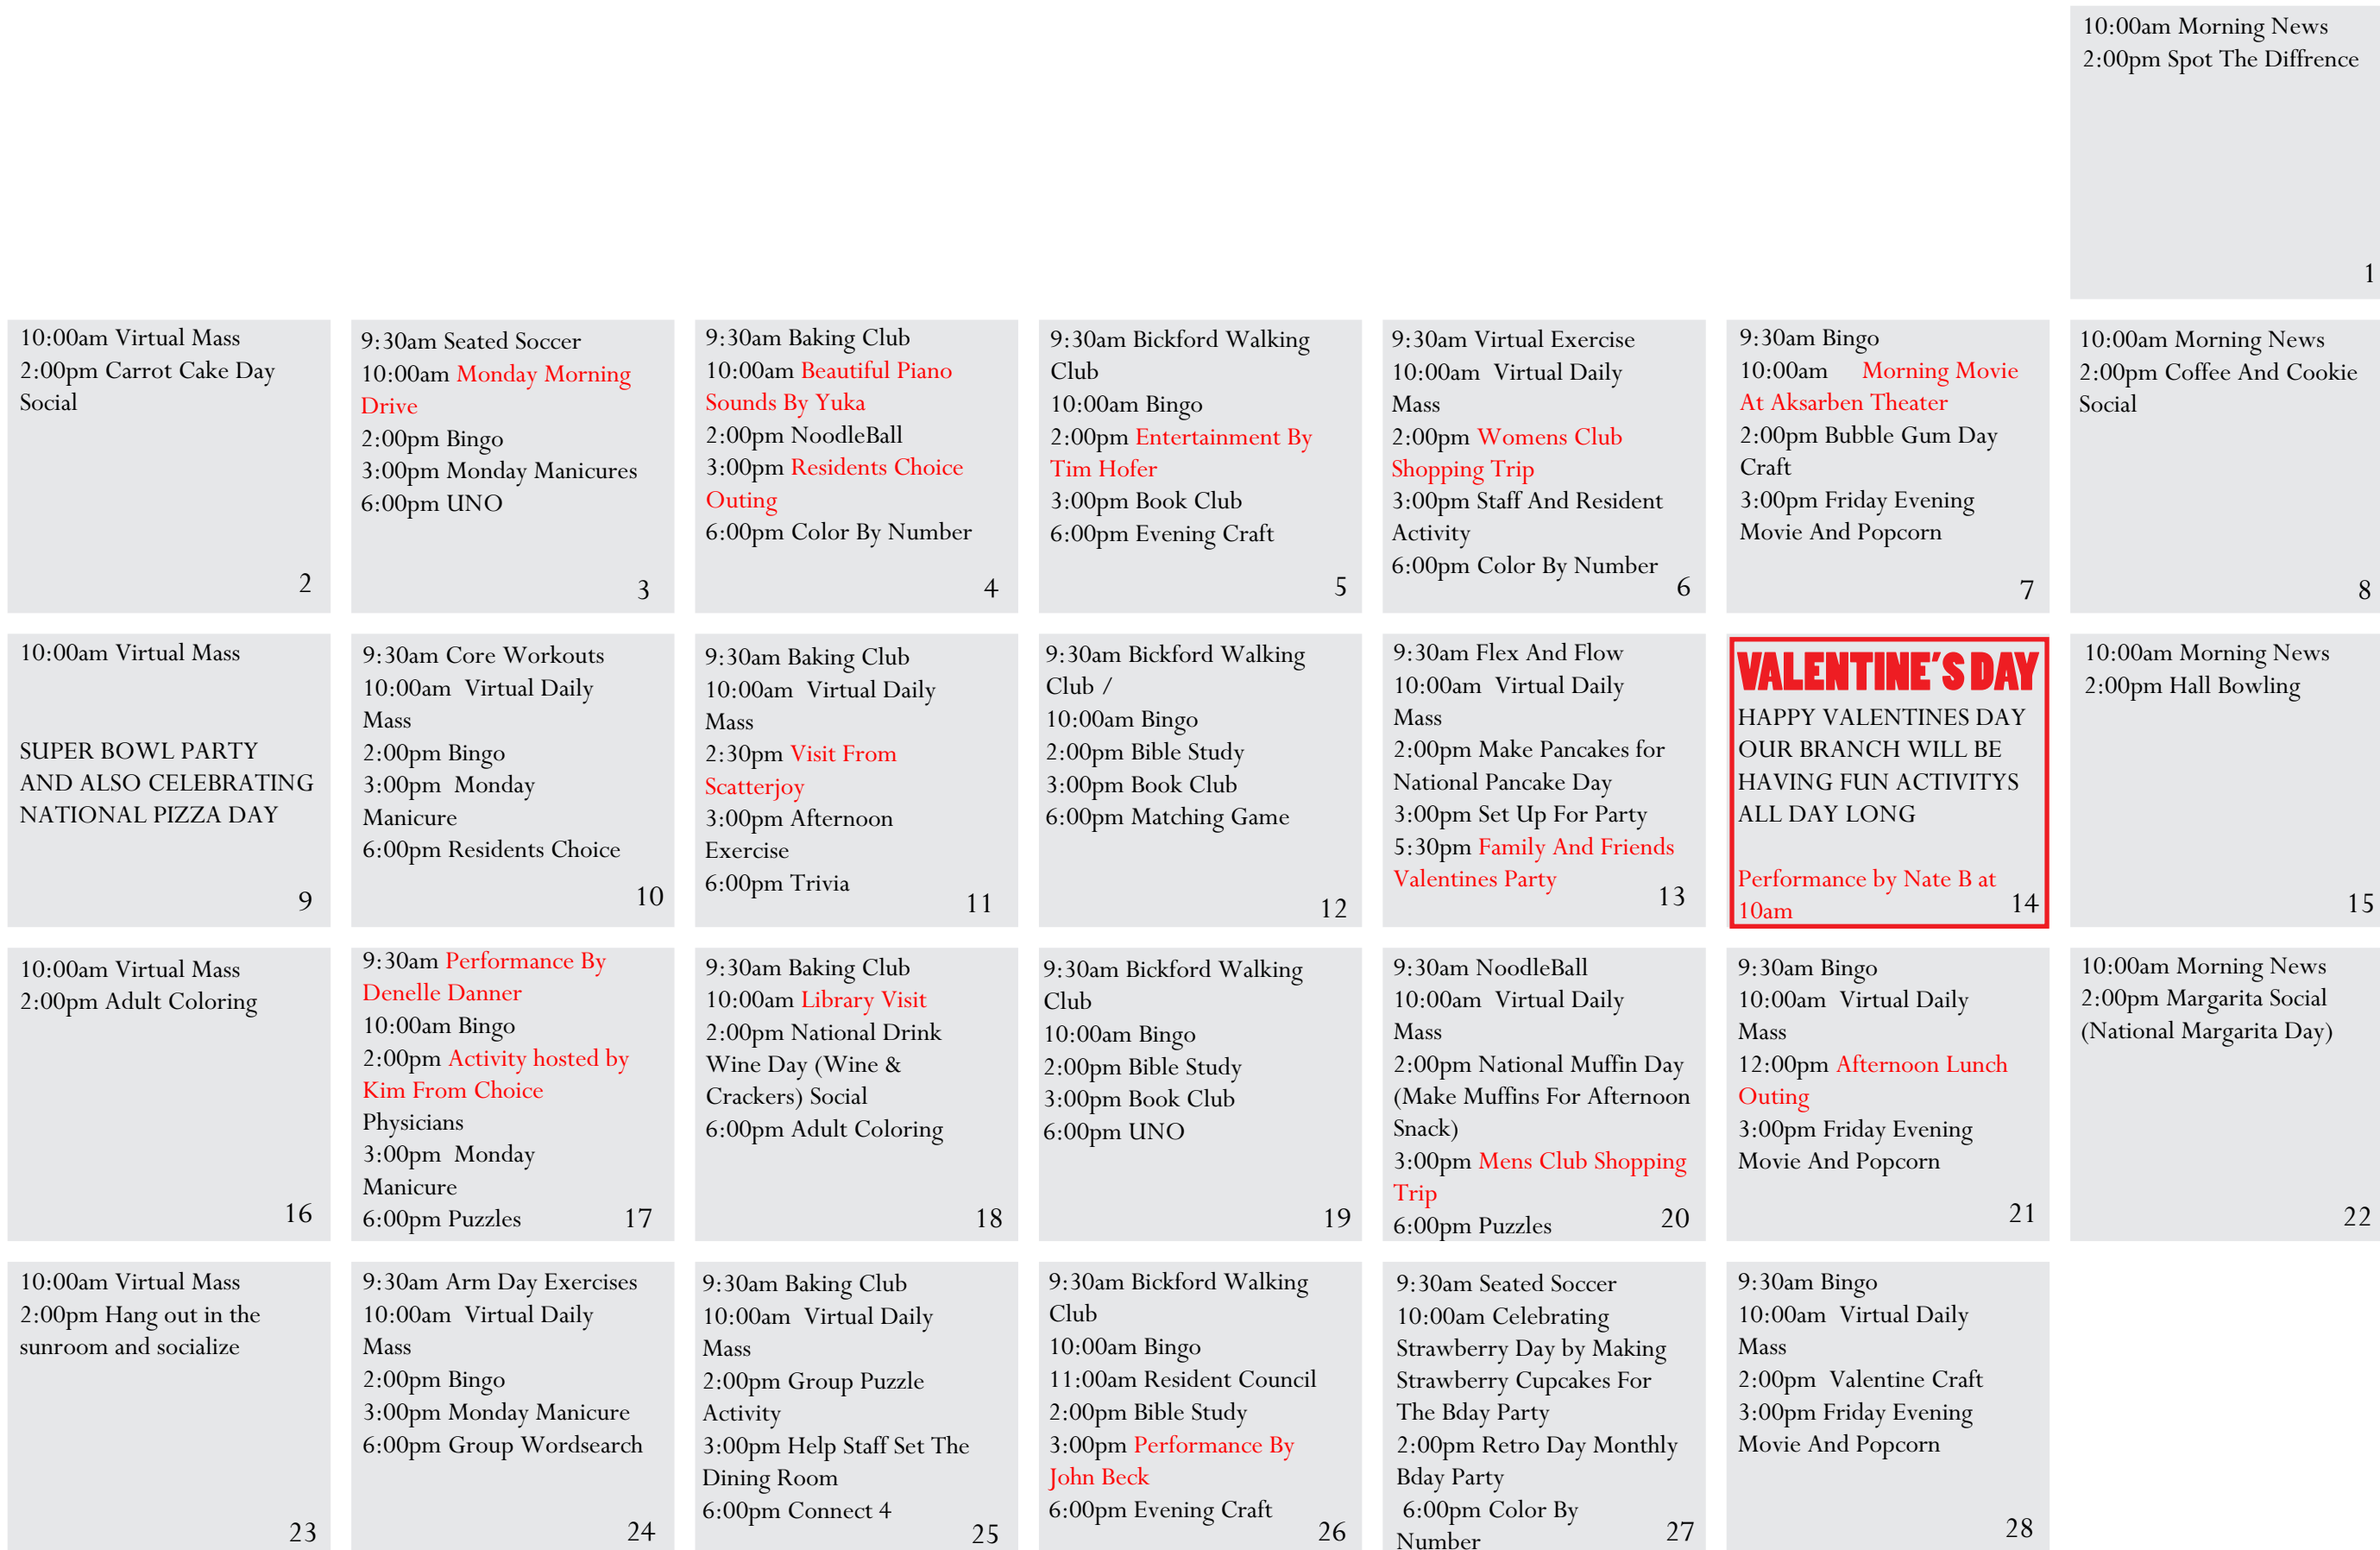 10:00am Morning News
2:00pm Spot The Diffrence
1
10:00am Virtual Mass
2:00pm Carrot Cake Day
Social
2
9:30am Seated Soccer
10:00am Monday Morning
Drive
2:00pm Bingo
3:00pm Monday Manicures
6:00pm UNO
3
9:30am Baking Club
10:00am Beautiful Piano
Sounds By Yuka
2:00pm NoodleBall
3:00pm Residents Choice
Outing
6:00pm Color By Number
4
9:30am Bickford Walking
Club
10:00am Bingo
2:00pm Entertainment By
Tim Hofer
3:00pm Book Club
6:00pm Evening Craft
5
9:30am Virtual Exercise
10:00am Virtual Daily
Mass
2:00pm Womens Club
Shopping Trip
3:00pm Staff And Resident
Activity
6:00pm Color By Number
6
9:30am Bingo
10:00am Morning Movie
At Aksarben Theater
2:00pm Bubble Gum Day
Craft
3:00pm Friday Evening
Movie And Popcorn
7
10:00am Morning News
2:00pm Coffee And Cookie
Social
8
10:00am Virtual Mass
SUPER BOWL PARTY
AND ALSO CELEBRATING
NATIONAL PIZZA DAY
9
9:30am Core Workouts
10:00am Virtual Daily
Mass
2:00pm Bingo
3:00pm Monday
Manicure
6:00pm Residents Choice
10
9:30am Baking Club
10:00am Virtual Daily
Mass
2:30pm Visit From
Scatterjoy
3:00pm Afternoon
Exercise
6:00pm Trivia
11
9:30am Bickford Walking
Club /
10:00am Bingo
2:00pm Bible Study
3:00pm Book Club
6:00pm Matching Game
12
9:30am Flex And Flow
10:00am Virtual Daily
Mass
2:00pm Make Pancakes for
National Pancake Day
3:00pm Set Up For Party
5:30pm Family And Friends
Valentines Party
13
VALENTINE'S DAY
HAPPY VALENTINES DAY
OUR BRANCH WILL BE
HAVING FUN ACTIVITYS
ALL DAY LONG
Performance by Nate B at
10am
14
10:00am Morning News
2:00pm Hall Bowling
15
10:00am Virtual Mass
2:00pm Adult Coloring
16
9:30am Performance By
Denelle Danner
10:00am Bingo
2:00pm Activity hosted by
Kim From Choice
Physicians
3:00pm Monday
Manicure
6:00pm Puzzles
17
9:30am Baking Club
10:00am Library Visit
2:00pm National Drink
Wine Day (Wine &
Crackers) Social
6:00pm Adult Coloring
18
9:30am Bickford Walking
Club
10:00am Bingo
2:00pm Bible Study
3:00pm Book Club
6:00pm UNO
19
9:30am NoodleBall
10:00am Virtual Daily
Mass
2:00pm National Muffin Day
(Make Muffins For Afternoon
Snack)
3:00pm Mens Club Shopping
Trip
6:00pm Puzzles
20
9:30am Bingo
10:00am Virtual Daily
Mass
12:00pm Afternoon Lunch
Outing
3:00pm Friday Evening
Movie And Popcorn
21
10:00am Morning News
2:00pm Margarita Social
(National Margarita Day)
22
10:00am Virtual Mass
2:00pm Hang out in the
sunroom and socialize
23
9:30am Arm Day Exercises
10:00am Virtual Daily
Mass
2:00pm Bingo
3:00pm Monday Manicure
6:00pm Group Wordsearch
24
9:30am Baking Club
10:00am Virtual Daily
Mass
2:00pm Group Puzzle
Activity
3:00pm Help Staff Set The
Dining Room
6:00pm Connect 4
25
9:30am Bickford Walking
Club
10:00am Bingo
11:00am Resident Council
2:00pm Bible Study
3:00pm Performance By
John Beck
6:00pm Evening Craft
26
9:30am Seated Soccer
10:00am Celebrating
Strawberry Day by Making
Strawberry Cupcakes For
The Bday Party
2:00pm Retro Day Monthly
Bday Party
6:00pm Color By
Number
27
9:30am Bingo
10:00am Virtual Daily
Mass
2:00pm Valentine Craft
3:00pm Friday Evening
Movie And Popcorn
28